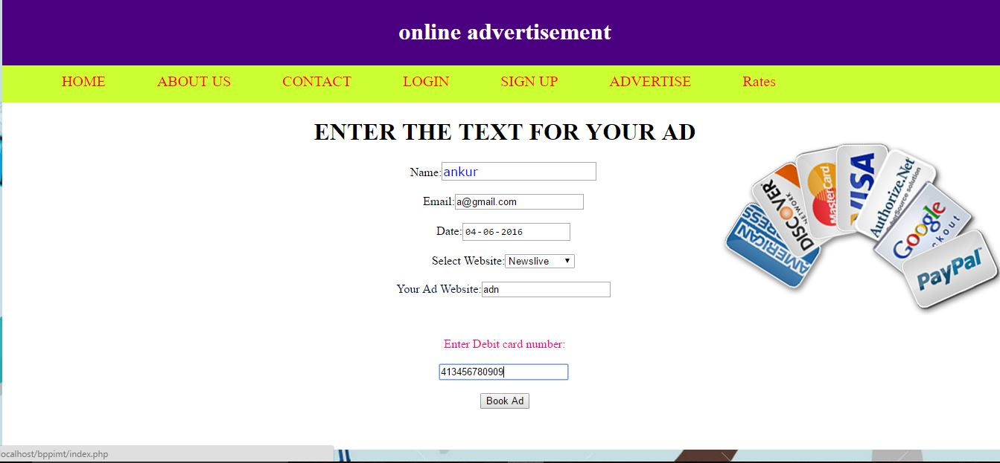 online advertisement
HOME ABOUT US CONTACT LOGIN SIGN UP ADVERTISE Rates
ENTER THE TEXT FOR YOUR AD
Name: ankur
Email: a@gmail.com
Date: 04-06-2016
Select Website: Newslive
Your Ad Website: adn
Enter Debit card number:
413456780909
Book Ad
AMERICAN EXPRESS
DISCOVER NETWORK
MasterCard
VISA
Authorize.Net
Source solution
Google
ckout
PayPal
ocalhost/bppimt/index.php